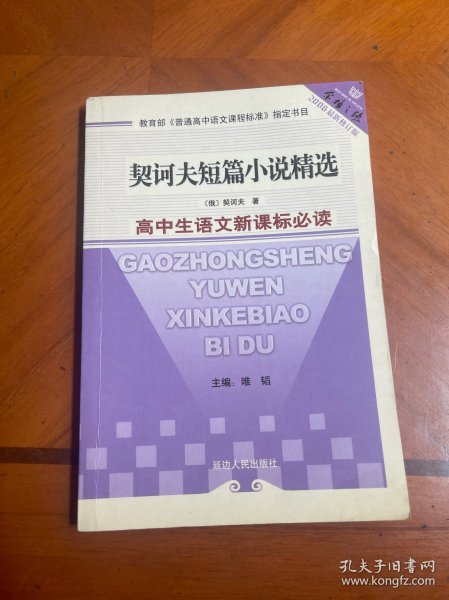 教育部《普通高中语文课程标准》指定书目
2006最新修订版
契诃夫短篇小说精选
〔俄〕契诃夫 著
高中生语文新课标必读
GAOZHONGSHENG
YUWEN
XINKEBIAO
BI DU
主编：唯 韬
延边人民出版社
孔夫子旧书网
www.kongfz.com